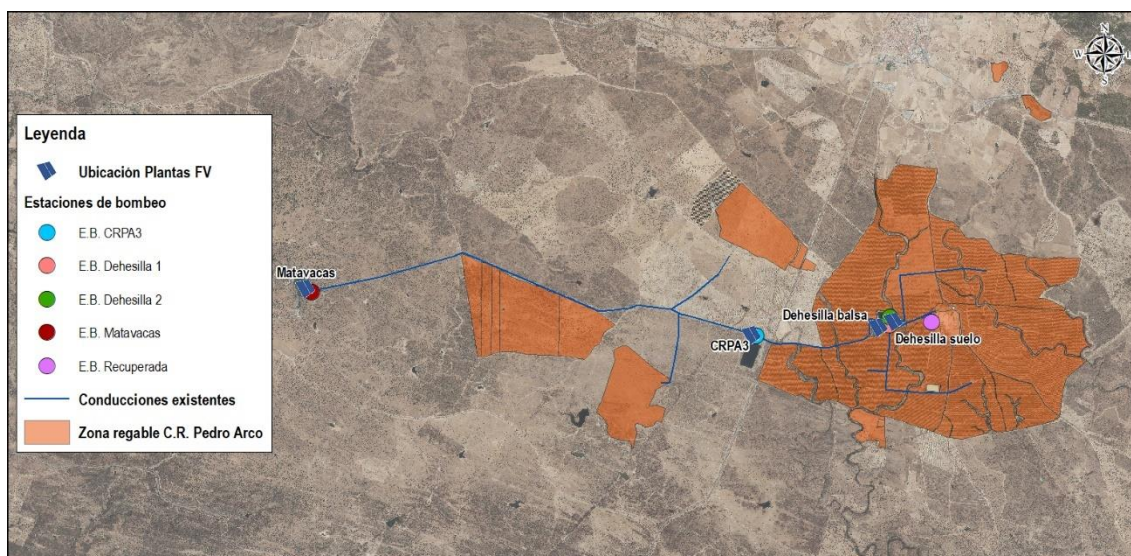 N
W E
S
Leyenda
Ubicación Plantas FV
Estaciones de bombeo
E.B. CRPA3
E.B. Dehesilla 1
E.B. Dehesilla 2
E.B. Matavacas
E.B. Recuperada
Conducciones existentes
Zona regable C.R. Pedro Arco
Matavacas
CRPA3
Dehesilla balsa
Dehesilla suelo